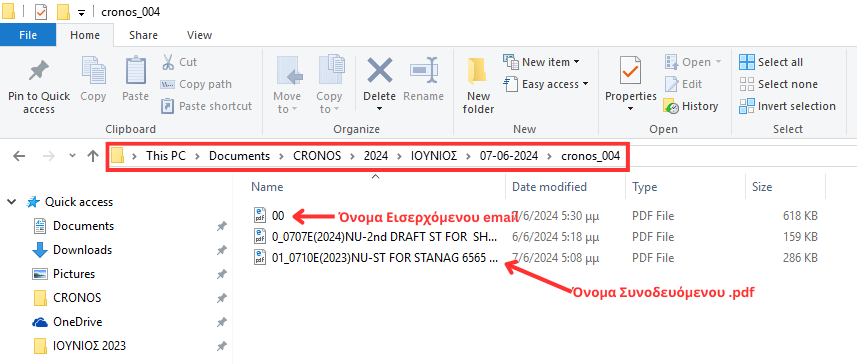 cronos_004
File Home Share View
Pin to Quick access
Copy
Paste
Cut
Copy path
Paste shortcut
Clipboard
Move to
Copy to
Delete
Rename
Organize
New folder
New item
Easy access
New
Properties
Open
Edit
History
Open
Select all
Select none
Invert selection
Select
This PC > Documents > CRONOS > 2024 > ΙΟΥΝΙΟΣ > 07-06-2024 > cronos_004
Quick access
Documents
Downloads
Pictures
CRONOS
OneDrive
ΙΟΥΝΙΟΣ 2023
Name Date modified Type Size
00 Όνομα Εισερχόμενου email 7/6/2024 5:30 μμ PDF File 618 KB
0_0707E(2024)NU-2nd DRAFT ST FOR SH... 6/6/2024 5:18 μμ PDF File 159 KB
01_0710E(2023)NU-ST FOR STANAG 6565 ... 7/6/2024 5:08 μμ PDF File 286 KB
Όνομα Συνοδευόμενου .pdf